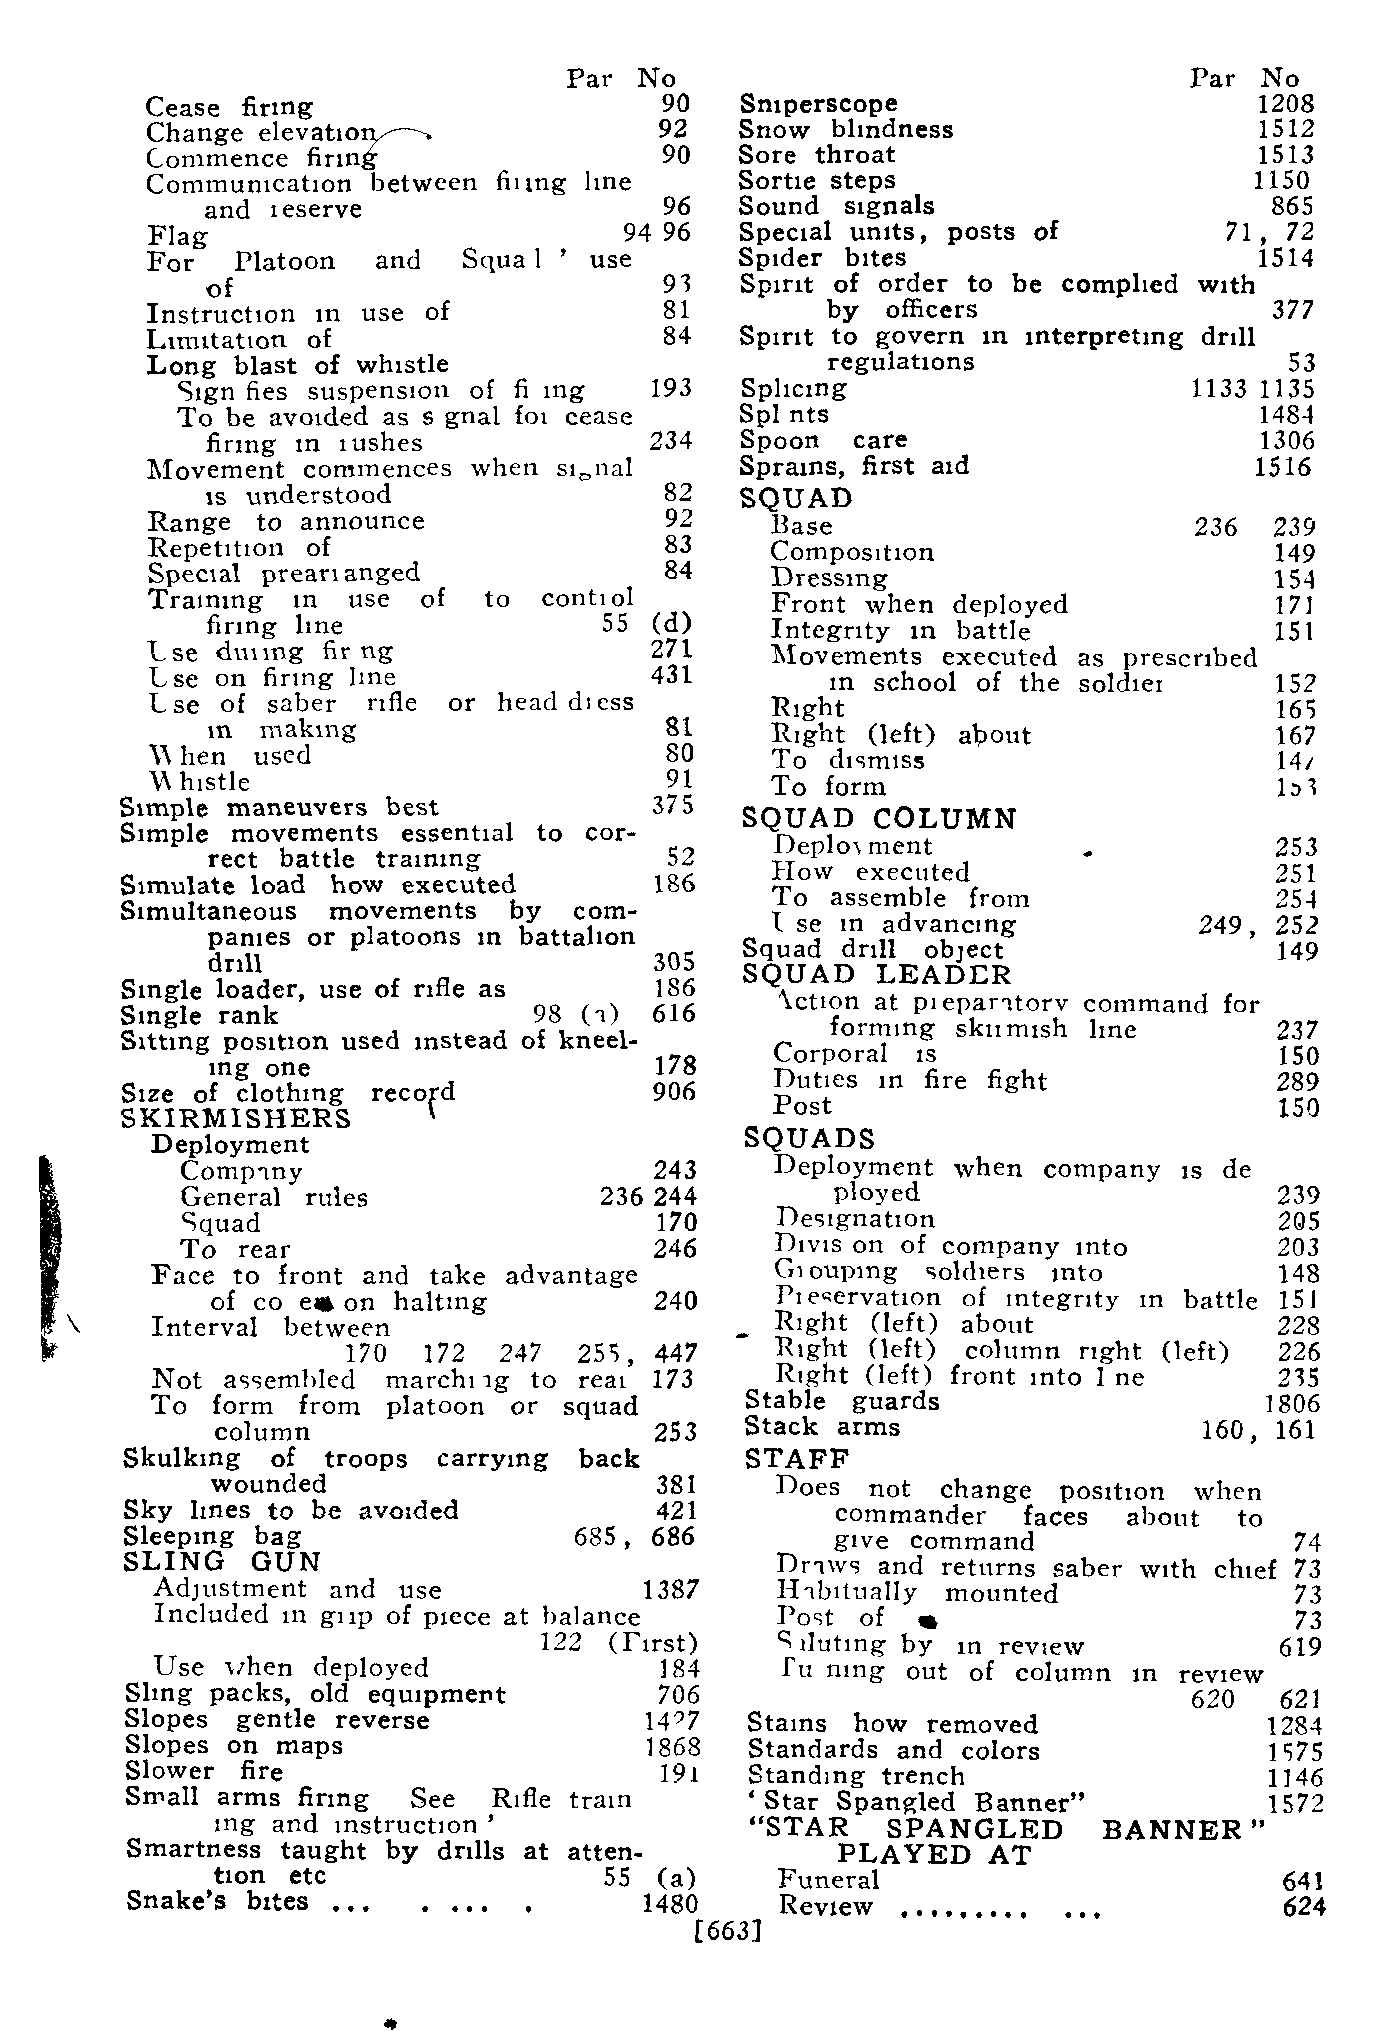 Par No
Cease firing 90
Change elevation 92
Commence firing 90
Communication between firing line
and reserve 96
Flag 94 96
For Platoon and Squad ' use
of 93
Instruction in use of 81
Limitation of 84
Long blast of whistle
Signifies suspension of firing 193
To be avoided as signal for cease
firing in rushes 234
Movement commences when signal
is understood 82
Range to announce 92
Repetition of 83
Special prearranged 84
Training in use of to control
firing line 55 (d)
Use during firing 271
Use on firing line 431
Use of saber rifle or headdress
in making 81
When used 80
Whistle 91
Simple maneuvers best 375
Simple movements essential to cor-
rect battle training 52
Simulate load how executed 186
Simultaneous movements by com-
panies or platoons in battalion
drill 305
Single loader, use of rifle as 186
Single rank 98 (a) 616
Sitting position used instead of kneel-
ing one 178
Size of clothing record 906
SKIRMISHERS
Deployment
Company 243
General rules 236 244
Squad 170
To rear 246
Face to front and take advantage
of cover on halting 240
Interval between
170 172 247 255, 447
Not assembled marching to rear 173
To form from platoon or squad
column 253
Skulking of troops carrying back
wounded 381
Sky lines to be avoided 421
Sleeping bag 685, 686
SLING GUN
Adjustment and use 1387
Included in grip of piece at balance
122 (First)
Use when deployed 184
Sling packs, old equipment 706
Slopes gentle reverse 1427
Slopes on maps 1868
Slower fire 191
Small arms firing See Rifle train
ing and instruction '
Smartness taught by drills at atten-
tion etc 55 (a)
Snake's bites ... . ... . 1480
Par No
Sniperscope 1208
Snow blindness 1512
Sore throat 1513
Sortie steps 1150
Sound signals 865
Special units, posts of 71, 72
Spider bites 1514
Spirit of order to be complied with
by officers 377
Spirit to govern in interpreting drill
regulations 53
Splicing 1133 1135
Splints 1484
Spoon care 1306
Sprains, first aid 1516
SQUAD
Base 236 239
Composition 149
Dressing 154
Front when deployed 171
Integrity in battle 151
Movements executed as prescribed
in school of the soldier 152
Right 165
Right (left) about 167
To dismiss 147
To form 153
SQUAD COLUMN
Deployment 253
How executed 251
To assemble from 254
Use in advancing 249, 252
Squad drill object 149
SQUAD LEADER
Action at preparatory command for
forming skirmish line 237
Corporal is 150
Duties in fire fight 289
Post 150
SQUADS
Deployment when company is de
ployed 239
Designation 205
Division of company into 203
Grouping soldiers into 148
Preservation of integrity in battle 151
Right (left) about 228
Right (left) column right (left) 226
Right (left) front into line 235
Stable guards 1806
Stack arms 160, 161
STAFF
Does not change position when
commander faces about to
give command 74
Draws and returns saber with chief 73
Habitually mounted 73
Post of 73
Saluting by in review 619
Turning out of column in review
620 621
Stains how removed 1284
Standards and colors 1575
Standing trench 1146
'Star Spangled Banner" 1572
"STAR SPANGLED BANNER"
PLAYED AT
Funeral 641
Review ......... ... 624
[663]